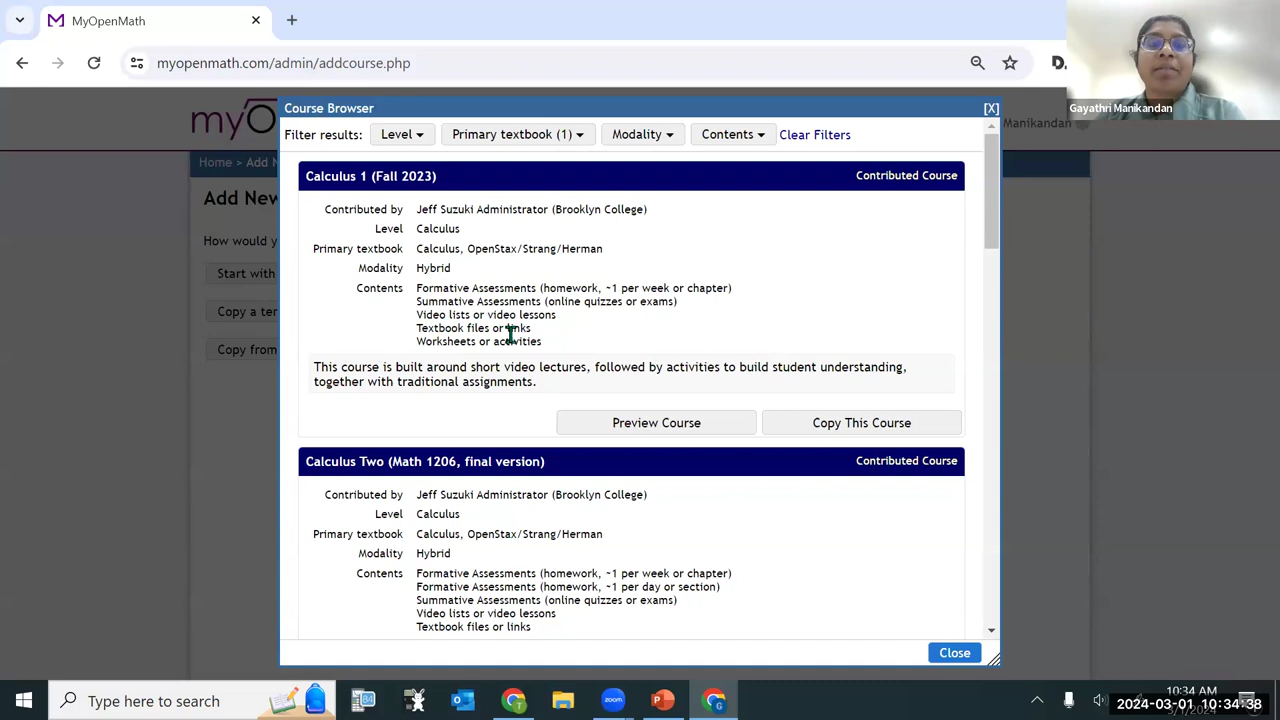 MyOpenMath
myopenmath.com/admin/addcourse.php
Gayathri Manikandan
Course Browser
[X]
Filter results: Level Primary textbook (1) Modality Contents Clear Filters
Manikandan
Home > Add N
Add New
How would y
Start with
Copy a ter
Copy from
Calculus 1 (Fall 2023) Contributed Course
Contributed by Jeff Suzuki Administrator (Brooklyn College)
Level Calculus
Primary textbook Calculus, OpenStax/Strang/Herman
Modality Hybrid
Contents Formative Assessments (homework, ~1 per week or chapter)
Summative Assessments (online quizzes or exams)
Video lists or video lessons
Textbook files or links
Worksheets or activities
This course is built around short video lectures, followed by activities to build student understanding,
together with traditional assignments.
Preview Course Copy This Course
Calculus Two (Math 1206, final version) Contributed Course
Contributed by Jeff Suzuki Administrator (Brooklyn College)
Level Calculus
Primary textbook Calculus, OpenStax/Strang/Herman
Modality Hybrid
Contents Formative Assessments (homework, ~1 per week or chapter)
Formative Assessments (homework, ~1 per day or section)
Summative Assessments (online quizzes or exams)
Video lists or video lessons
Textbook files or links
Close
Type here to search
10:34 AM
2024-03-01 10:34:38